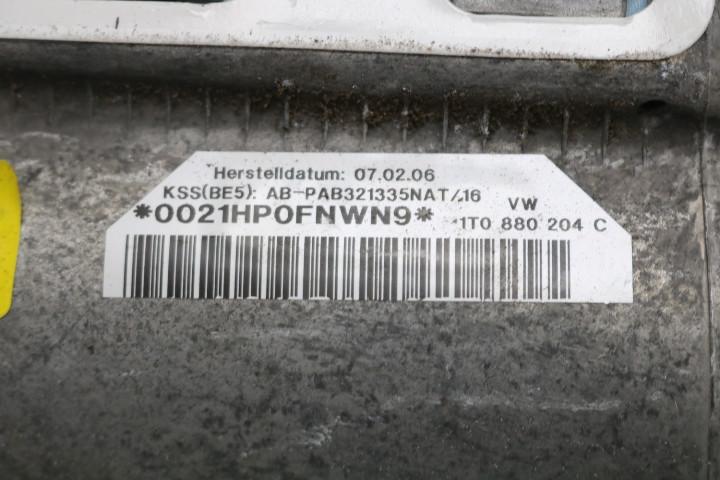 Herstelldatum: 07.02.06
KSS(BE5): AB-PAB321335NAT/16 VW
*0021HP0FNWN9* 1T0 880 204 C